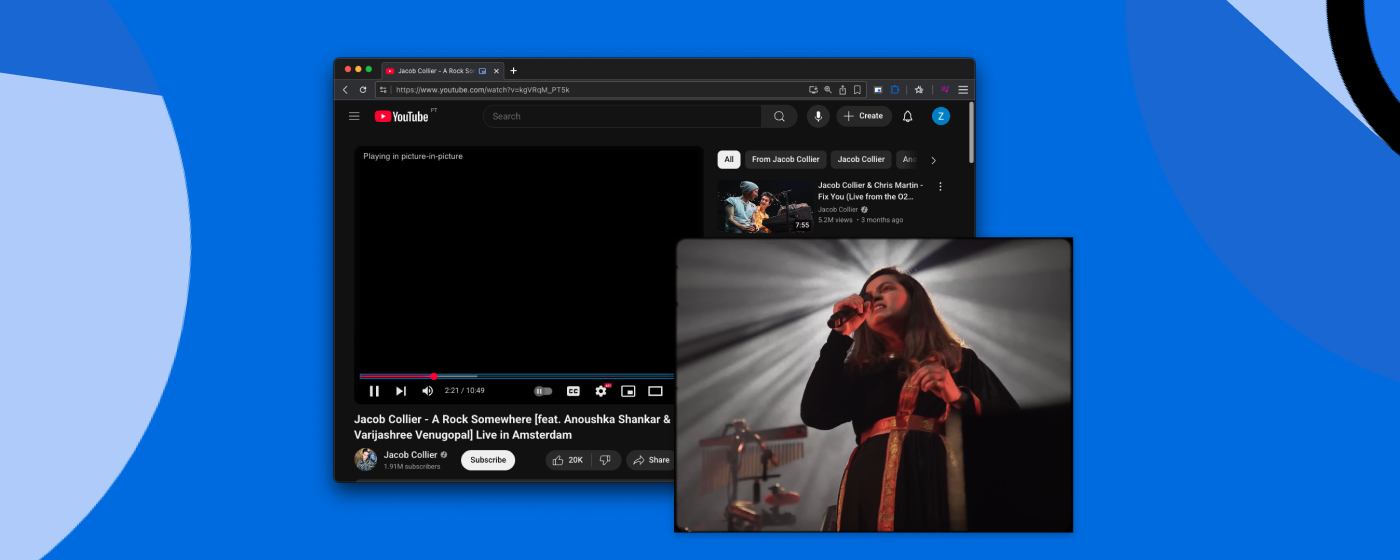 Jacob Collier - A Rock So
https://www.youtube.com/watch?v=kgVRqM_PT5k
YouTube
PT
Search
Create
Z
Playing in picture-in-picture
All
From Jacob Collier
Jacob Collier
An
Jacob Collier & Chris Martin -
Fix You (Live from the O2...
Jacob Collier
5.2M views • 3 months ago
7:55
2:21 / 10:49
CC
Jacob Collier - A Rock Somewhere [feat. Anoushka Shankar &
Varijashree Venugopal] Live in Amsterdam
Jacob Collier
1.91M subscribers
Subscribe
20K
Share